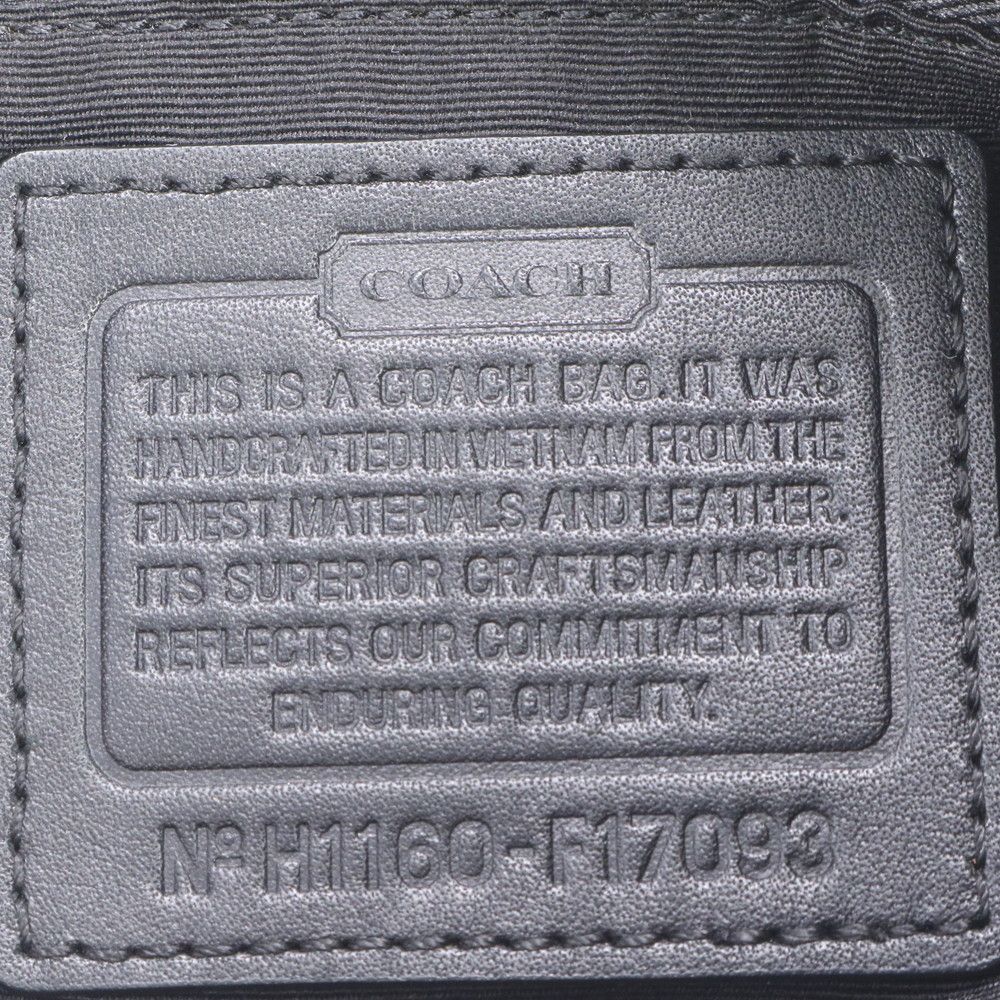 COACH
THIS IS A COACH BAG. IT WAS
HANDCRAFTED IN VIETNAM FROM THE
FINEST MATERIALS AND LEATHER.
ITS SUPERIOR CRAFTSMANSHIP
REFLECTS OUR COMMITMENT TO
ENDURING QUALITY.
Nº H1160-F17093